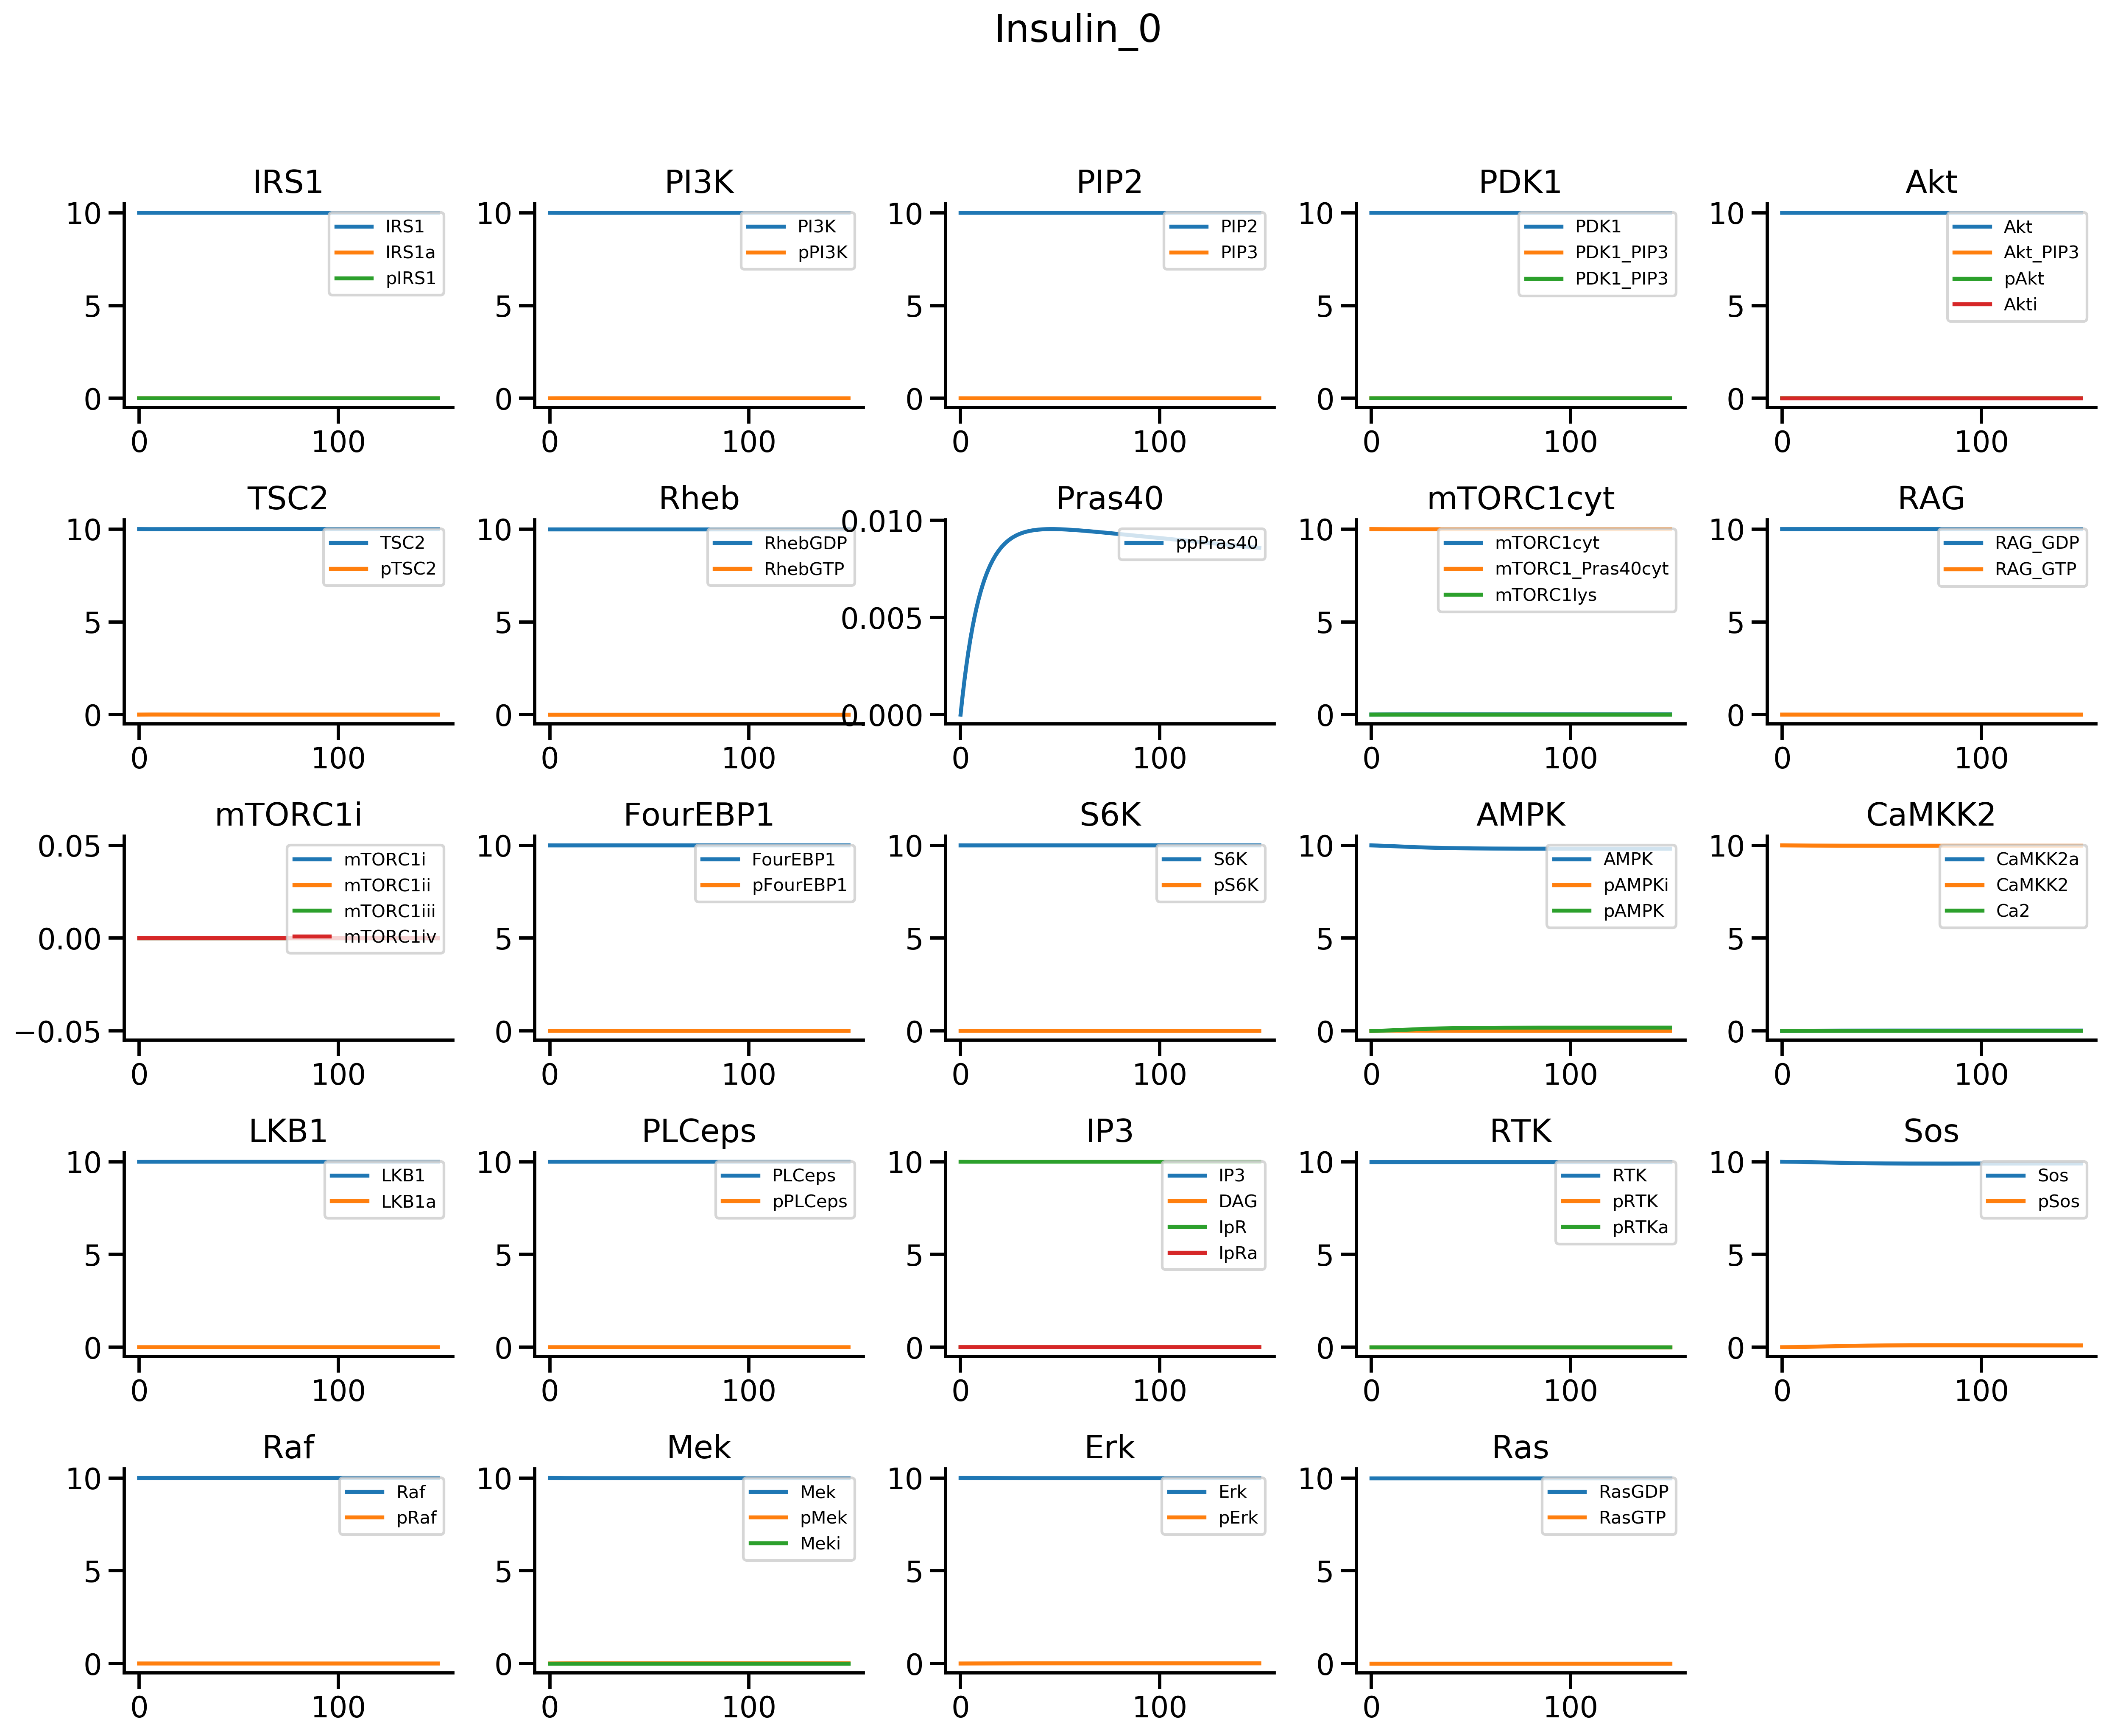 Insulin_0
IRS1
10
5
0
0
100
IRS1
IRS1a
pIRS1
PI3K
10
5
0
0
100
PI3K
pPI3K
PIP2
10
5
0
0
100
PIP2
PIP3
PDK1
10
5
0
0
100
PDK1
PDK1_PIP3
PDK1_PIP3
Akt
10
5
0
0
100
Akt
Akt_PIP3
pAkt
Akti
TSC2
10
5
0
0
100
TSC2
pTSC2
Rheb
10
5
0
0
100
RhebGDP
RhebGTP
Pras40
0.010
0.005
0.000
0
100
ppPras40
mTORC1cyt
10
5
0
0
100
mTORC1cyt
mTORC1_Pras40cyt
mTORC1lys
RAG
10
5
0
0
100
RAG_GDP
RAG_GTP
mTORC1i
0.05
0.00
−0.05
0
100
mTORC1i
mTORC1ii
mTORC1iii
mTORC1iv
FourEBP1
10
5
0
0
100
FourEBP1
pFourEBP1
S6K
10
5
0
0
100
S6K
pS6K
AMPK
10
5
0
0
100
AMPK
pAMPKi
pAMPK
CaMKK2
10
5
0
0
100
CaMKK2a
CaMKK2
Ca2
LKB1
10
5
0
0
100
LKB1
LKB1a
PLCeps
10
5
0
0
100
PLCeps
pPLCeps
IP3
10
5
0
0
100
IP3
DAG
IpR
IpRa
RTK
10
5
0
0
100
RTK
pRTK
pRTKa
Sos
10
5
0
0
100
Sos
pSos
Raf
10
5
0
0
100
Raf
pRaf
Mek
10
5
0
0
100
Mek
pMek
Meki
Erk
10
5
0
0
100
Erk
pErk
Ras
10
5
0
0
100
RasGDP
RasGTP